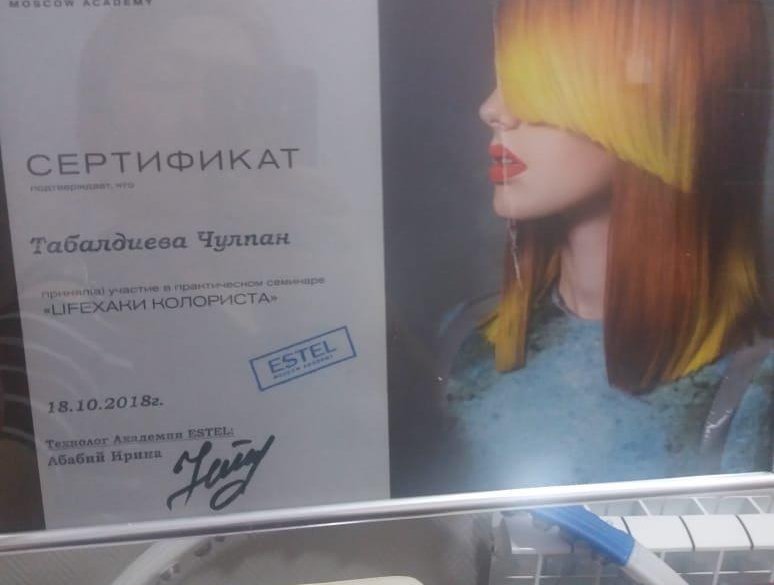 MOSCOW ACADEMY
СЕРТИФИКАТ
подтверждает, что
Табалдиева Чулпан
принял(а) участие в практическом семинаре
«LIFEХАКИ КОЛОРИСТА»
ESTEL
MOSCOW ACADEMY
18.10.2018г.
Технолог Академии ESTEL:
Абабий Ирина